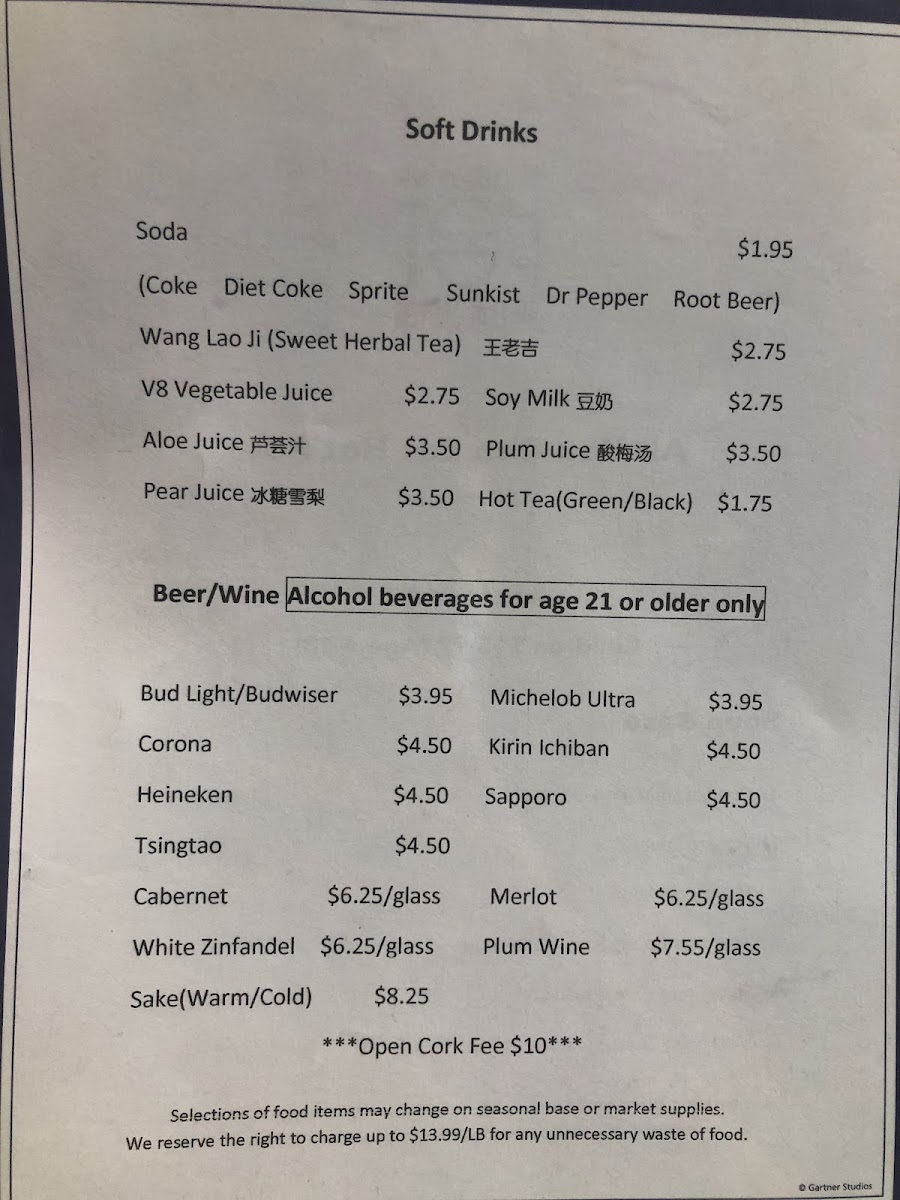 Soft Drinks
Soda $1.95
(Coke Diet Coke Sprite Sunkist Dr Pepper Root Beer)
Wang Lao Ji (Sweet Herbal Tea) 王老吉 $2.75
V8 Vegetable Juice $2.75 Soy Milk 豆奶 $2.75
Aloe Juice 芦荟汁 $3.50 Plum Juice 酸梅汤 $3.50
Pear Juice 冰糖雪梨 $3.50 Hot Tea(Green/Black) $1.75
Beer/Wine Alcohol beverages for age 21 or older only
Bud Light/Budwiser $3.95 Michelob Ultra $3.95
Corona $4.50 Kirin Ichiban $4.50
Heineken $4.50 Sapporo $4.50
Tsingtao $4.50
Cabernet $6.25/glass Merlot $6.25/glass
White Zinfandel $6.25/glass Plum Wine $7.55/glass
Sake(Warm/Cold) $8.25
***Open Cork Fee $10***
Selections of food items may change on seasonal base or market supplies.
We reserve the right to charge up to $13.99/LB for any unnecessary waste of food.
© Gartner Studios